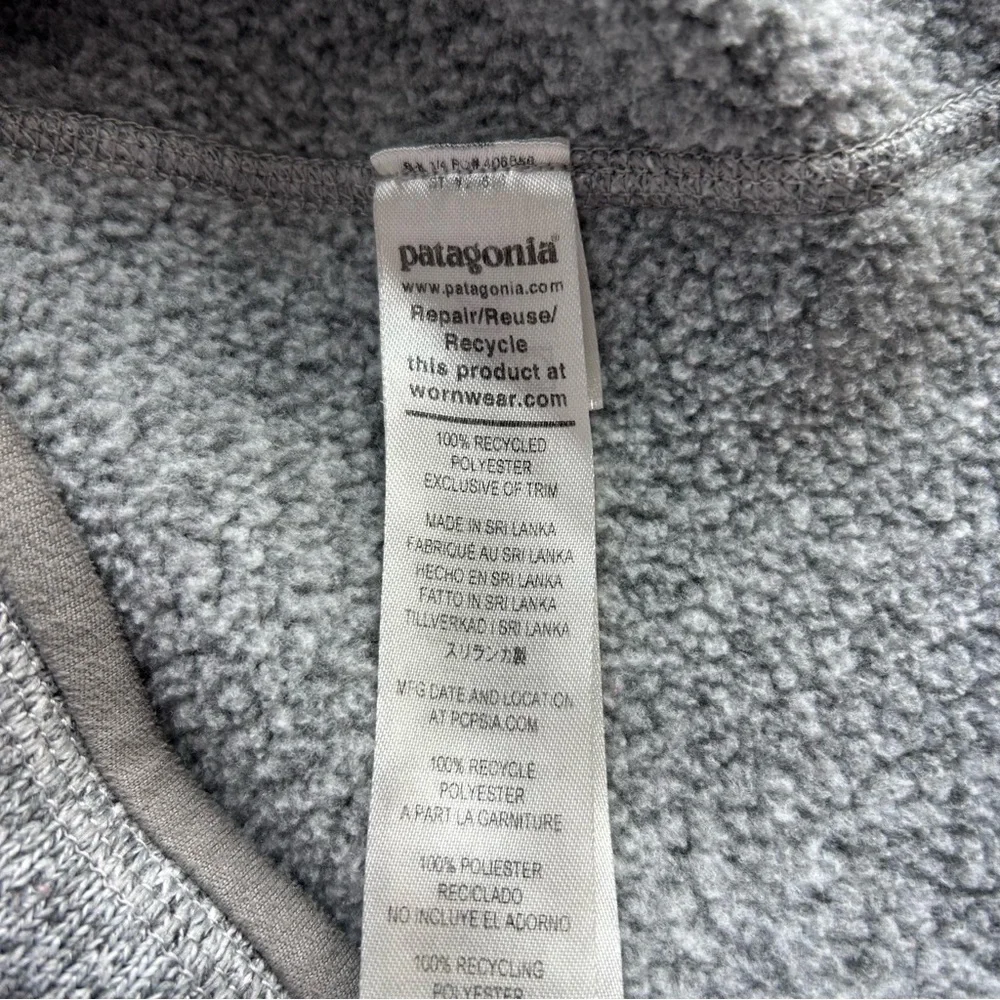 patagonia®
www.patagonia.com
Repair/Reuse/
Recycle
this product at
wornwear.com
100% RECYCLED
POLYESTER
EXCLUSIVE OF TRIM
MADE IN SRI LANKA
FABRIQUÉ AU SRI LANKA
HECHO EN SRI LANKA
FATTO IN SRI LANKA
TILLVERKAD I SRI LANKA
スリランカ製
MFG DATE AND LOCATION
AT PCPSIA.COM
100% RECYCLÉ
POLYESTER
A PART LA GARNITURE
100% POLIESTER
RECICLADO
NO INCLUYE EL ADORNO
100% RECYCLING
POLYESTER